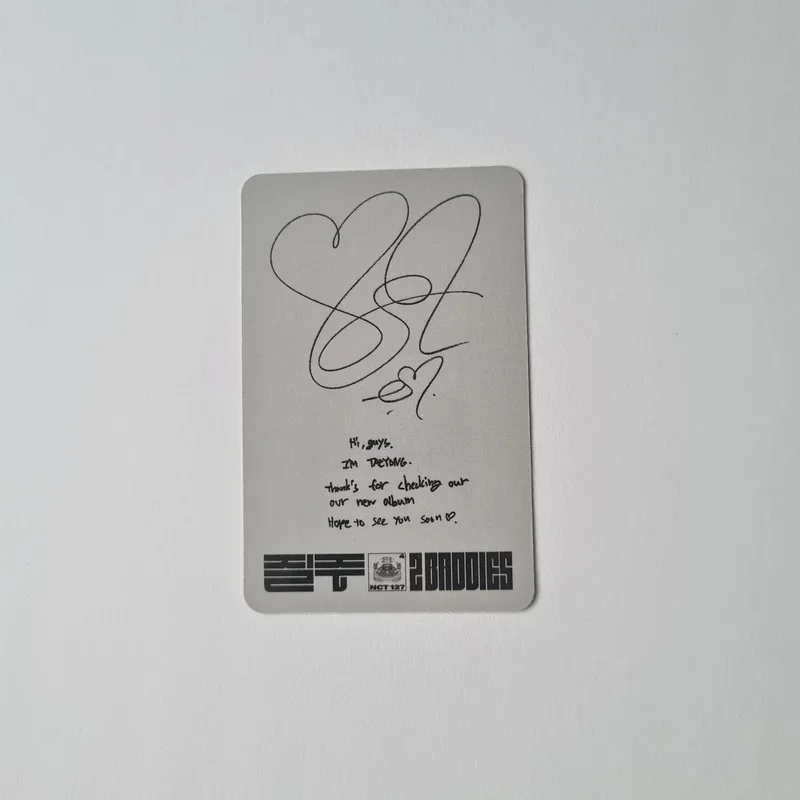 Hi, guys.
I'M TAEYONG.
thank's for checking our
our new album
Hope to see you soon ♡.
질주 4 NCT 127 2 BADDIES